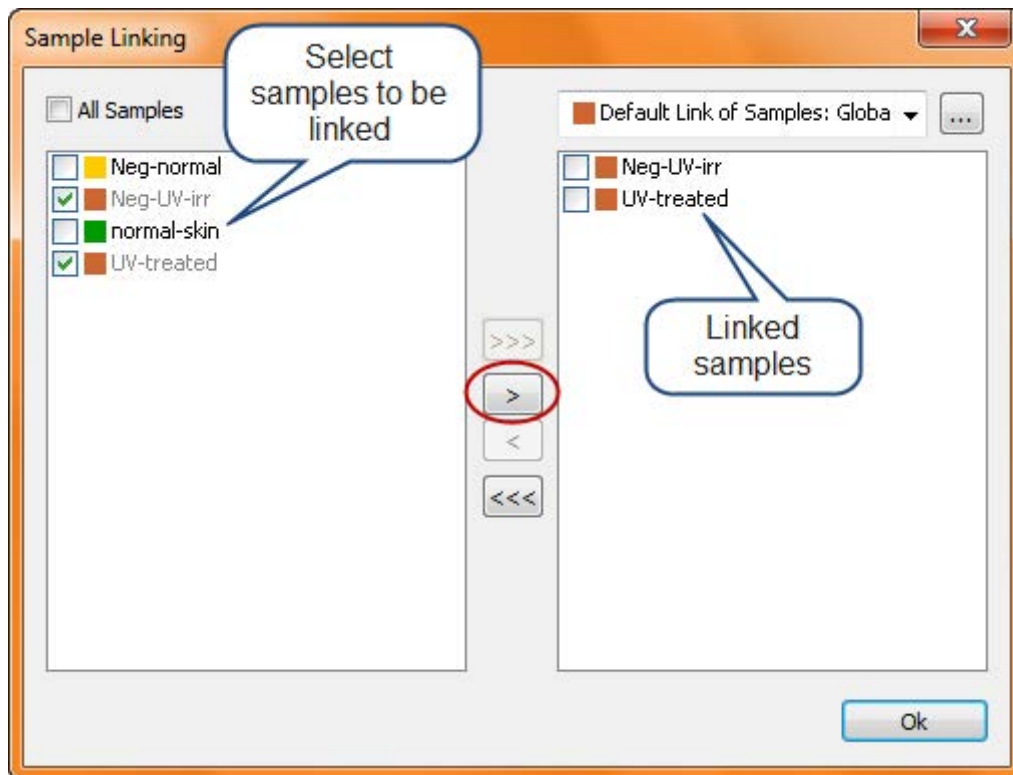 Sample Linking
x
Select
samples to be
linked
All Samples
Default Link of Samples: Globa
...
Neg-normal
Neg-UV-irr
normal-skin
UV-treated
Neg-UV-irr
UV-treated
Linked
samples
>>>
>
<
<<<
Ok